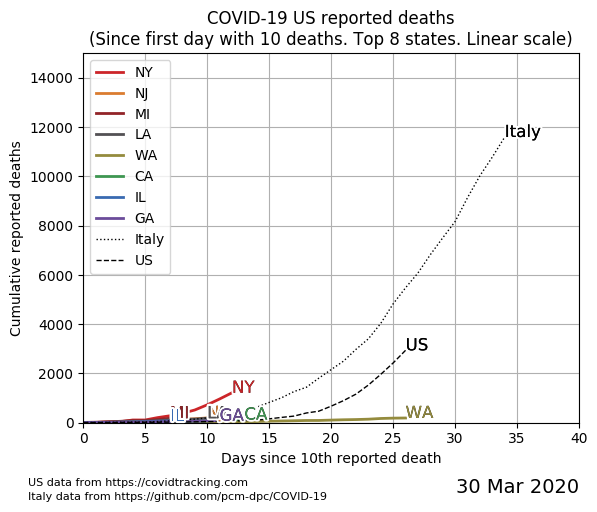 COVID-19 US reported deaths
(Since first day with 10 deaths. Top 8 states. Linear scale)
14000
12000
10000
8000
6000
4000
2000
0
Cumulative reported deaths
NY
NJ
MI
LA
WA
CA
IL
GA
Italy
US
Italy
US
NY
IL
GA
CA
WA
0 5 10 15 20 25 30 35 40
Days since 10th reported death
US data from https://covidtracking.com
Italy data from https://github.com/pcm-dpc/COVID-19
30 Mar 2020